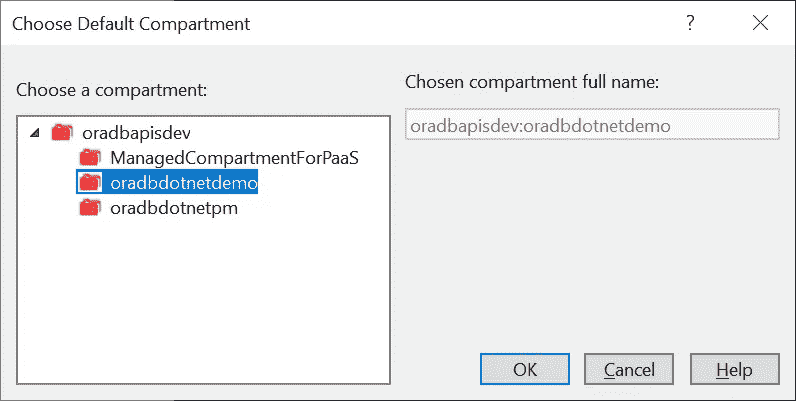 Choose Default Compartment
?
Choose a compartment:
oradbapisdev
ManagedCompartmentForPaaS
oradbdotnetdemo
oradbdotnetpm
Chosen compartment full name:
oradbapisdev:oradbdotnetdemo
OK
Cancel
Help